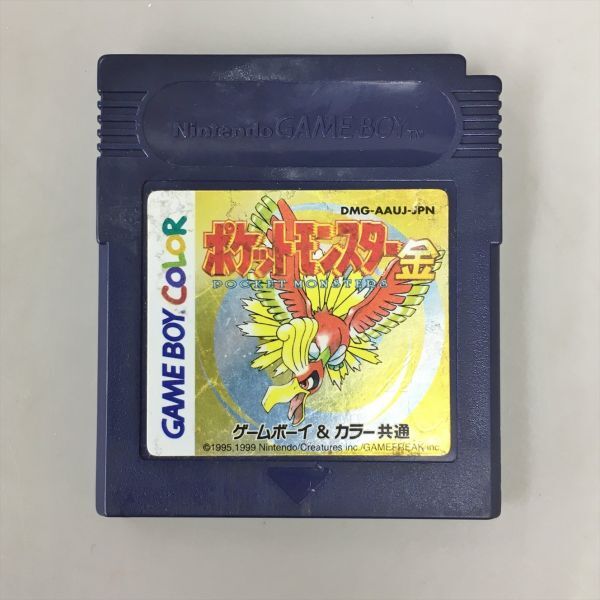 Nintendo GAME BOY TM
DMG-AAUJ-JPN
ポケットモンスター金
POCKET MONSTERS
GAME BOY COLOR
ゲームボーイ & カラー共通
©1995,1999 Nintendo/Creatures inc./GAMEFREAK inc.